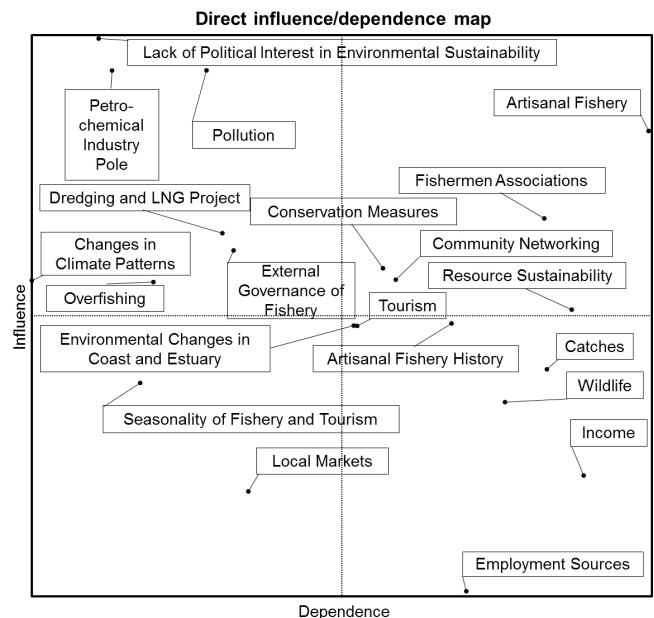 Direct influence/dependence map
Lack of Political Interest in Environmental Sustainability
Petro-
chemical
Industry
Pole
Pollution
Artisanal Fishery
Fishermen Associations
Dredging and LNG Project
Conservation Measures
Changes in
Climate Patterns
Community Networking
External
Governance of
Fishery
Resource Sustainability
Overfishing
Tourism
Influence
Environmental Changes in
Coast and Estuary
Artisanal Fishery History
Catches
Wildlife
Seasonality of Fishery and Tourism
Income
Local Markets
Employment Sources
Dependence